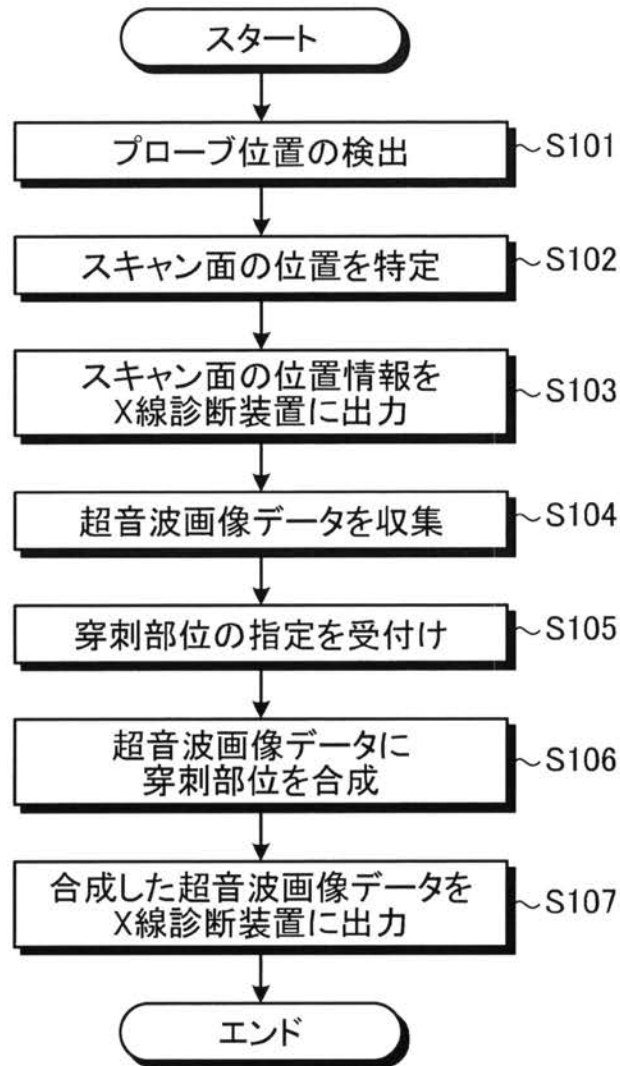 スタート
プローブ位置の検出
~S101
スキャン面の位置を特定
~S102
スキャン面の位置情報を
X線診断装置に出力
~S103
超音波画像データを収集
~S104
穿刺部位の指定を受付け
~S105
超音波画像データに
穿刺部位を合成
~S106
合成した超音波画像データを
X線診断装置に出力
~S107
エンド